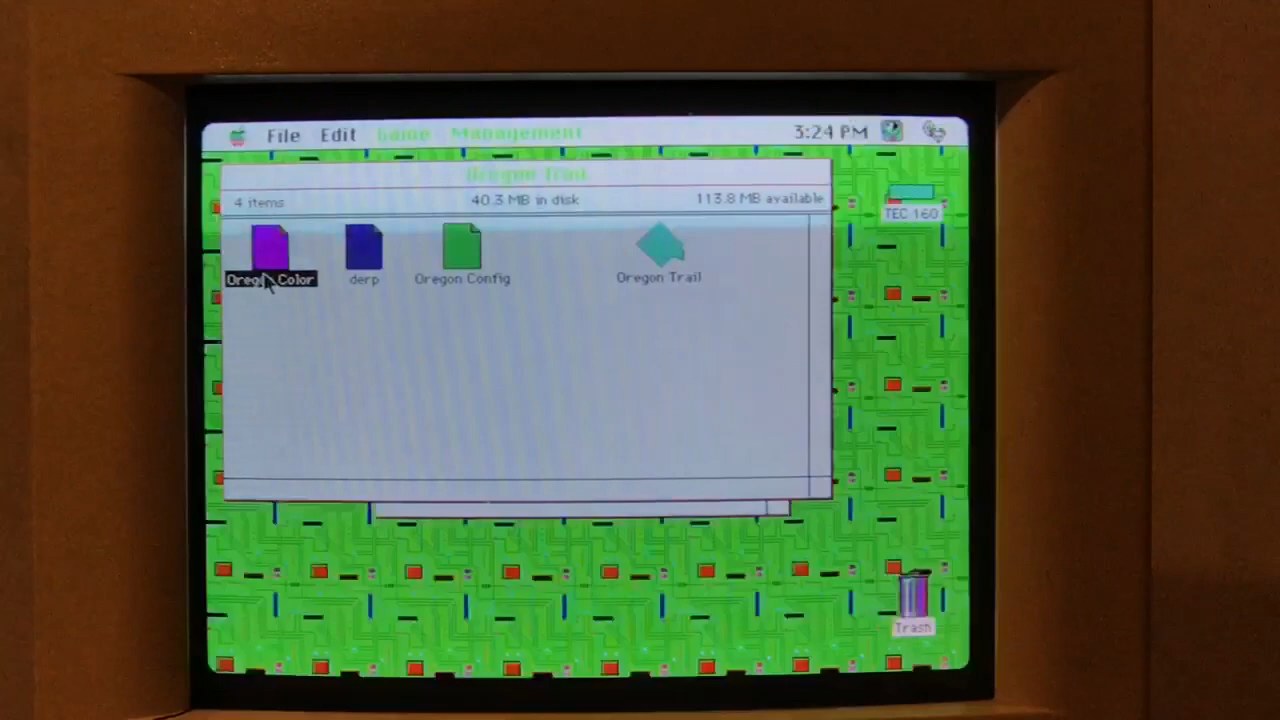 File Edit Game Management 3:24 PM
Oregon Trail
4 items 40.3 MB in disk 113.8 MB available
Oregon Color derp Oregon Config Oregon Trail
TEC 160
Trash